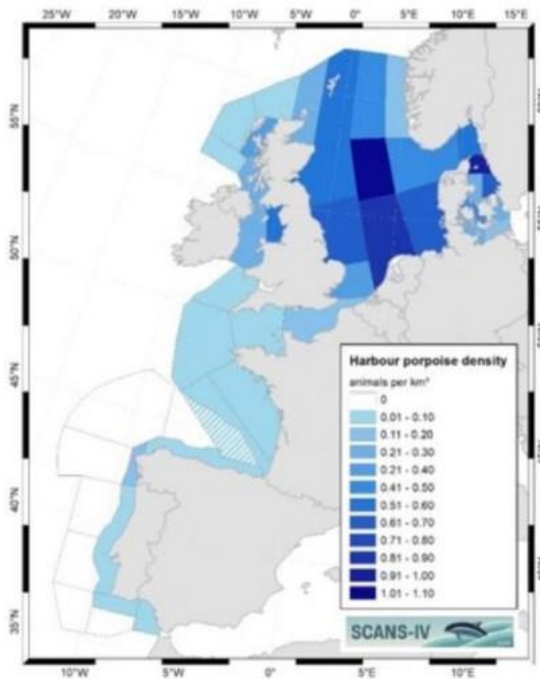 25°W 20°W 15°W 10°W 5°W 0° 5°E 10°E 15°E
55°N
50°N
45°N
40°N
35°N
Harbour porpoise density
animals per km²
0
0.01 - 0.10
0.11 - 0.20
0.21 - 0.30
0.21 - 0.40
0.41 - 0.50
0.51 - 0.60
0.61 - 0.70
0.71 - 0.80
0.81 - 0.90
0.91 - 1.00
1.01 - 1.10
SCANS-IV
10°W 5°W 0° 5°E 10°E